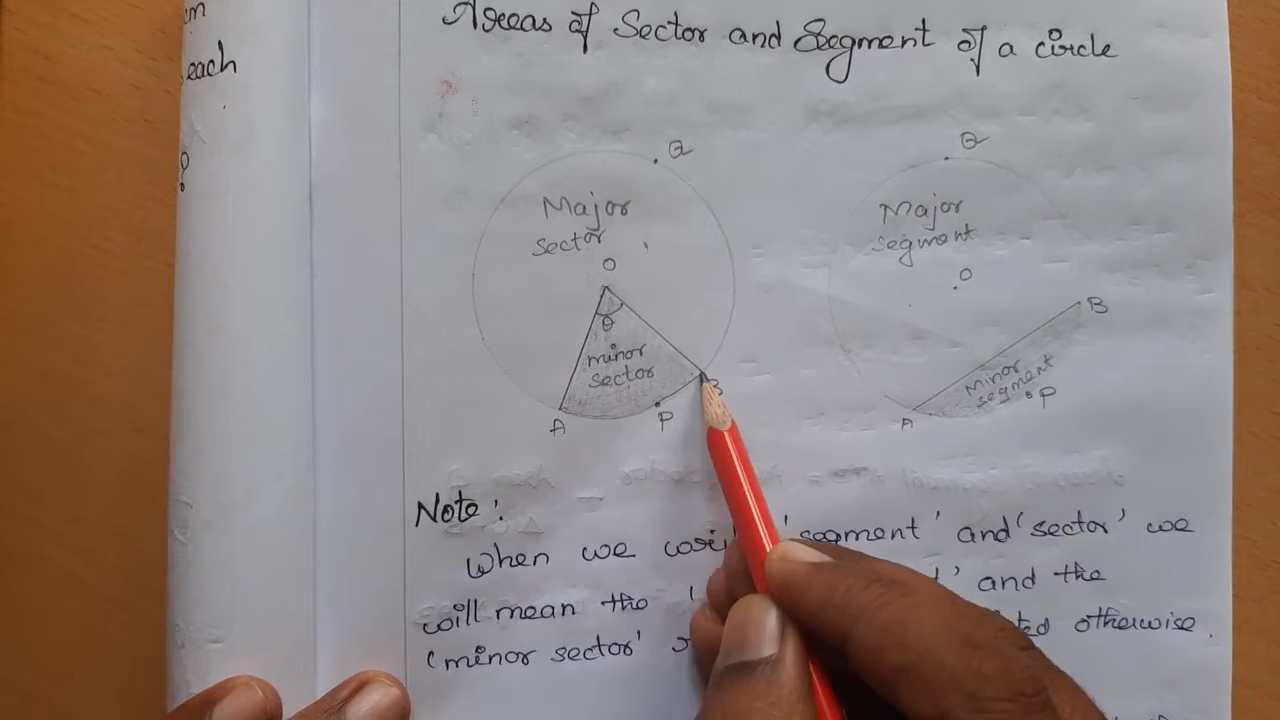 m
each
?
Areas of Sector and Segment of a circle
Q
Major
sector
O
θ
minor
sector
A
P
B
Q
Major
segment
O
B
Minor
segment
P
A
Note:
When we 'segment' and 'sector' we
will mean the ' ' and the
'minor sector' otherwise.